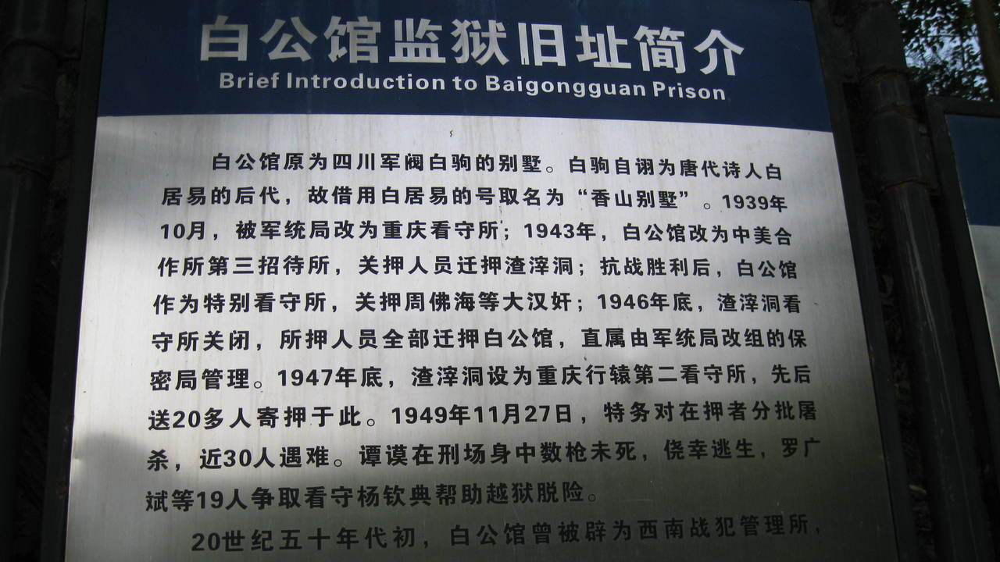 白公馆监狱旧址简介
Brief Introduction to Baigongguan Prison
白公馆原为四川军阀白驹的别墅。白驹自诩为唐代诗人白
居易的后代，故借用白居易的号取名为“香山别墅”。1939年
10月，被军统局改为重庆看守所；1943年，白公馆改为中美合
作所第三招待所，关押人员迁押渣滓洞；抗战胜利后，白公馆
作为特别看守所，关押周佛海等大汉奸；1946年底，渣滓洞看
守所关闭，所押人员全部迁押白公馆，直属由军统局改组的保
密局管理。1947年底，渣滓洞设为重庆行辕第二看守所，先后
送20多人寄押于此。1949年11月27日，特务对在押者分批屠
杀，近30人遇难。谭谟在刑场身中数枪未死，侥幸逃生，罗广
斌等19人争取看守杨钦典帮助越狱脱险。
20世纪五十年代初，白公馆曾被辟为西南战犯管理所，